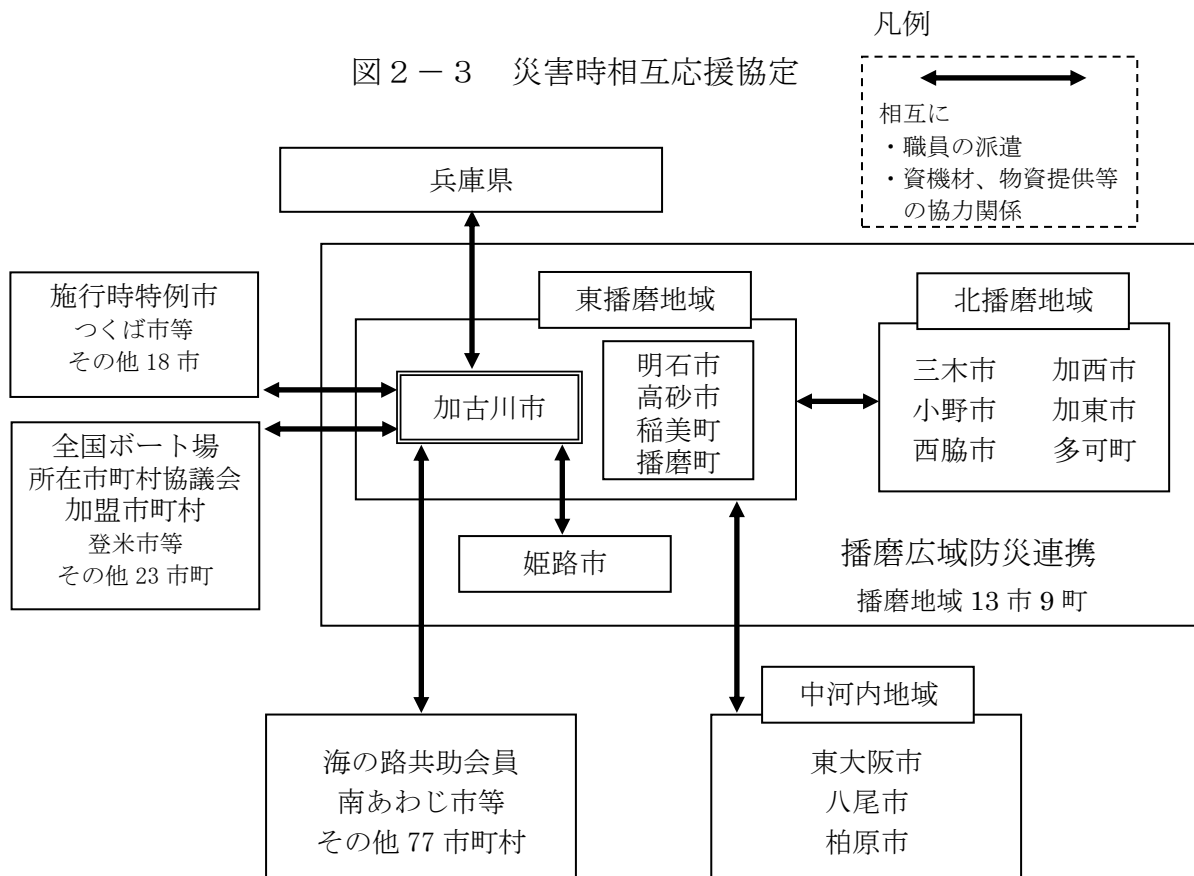 凡例
図２－３　災害時相互応援協定
相互に
・職員の派遣
・資機材、物資提供等
の協力関係
兵庫県
施行時特例市
つくば市等
その他 18 市
東播磨地域
北播磨地域
加古川市
明石市
高砂市
稲美町
播磨町
三木市　加西市
小野市　加東市
西脇市　多可町
全国ボート場
所在市町村協議会
加盟市町村
登米市等
その他 23 市町
姫路市
播磨広域防災連携
播磨地域 13 市 9 町
海の路共助会員
南あわじ市等
その他 77 市町村
中河内地域
東大阪市
八尾市
柏原市